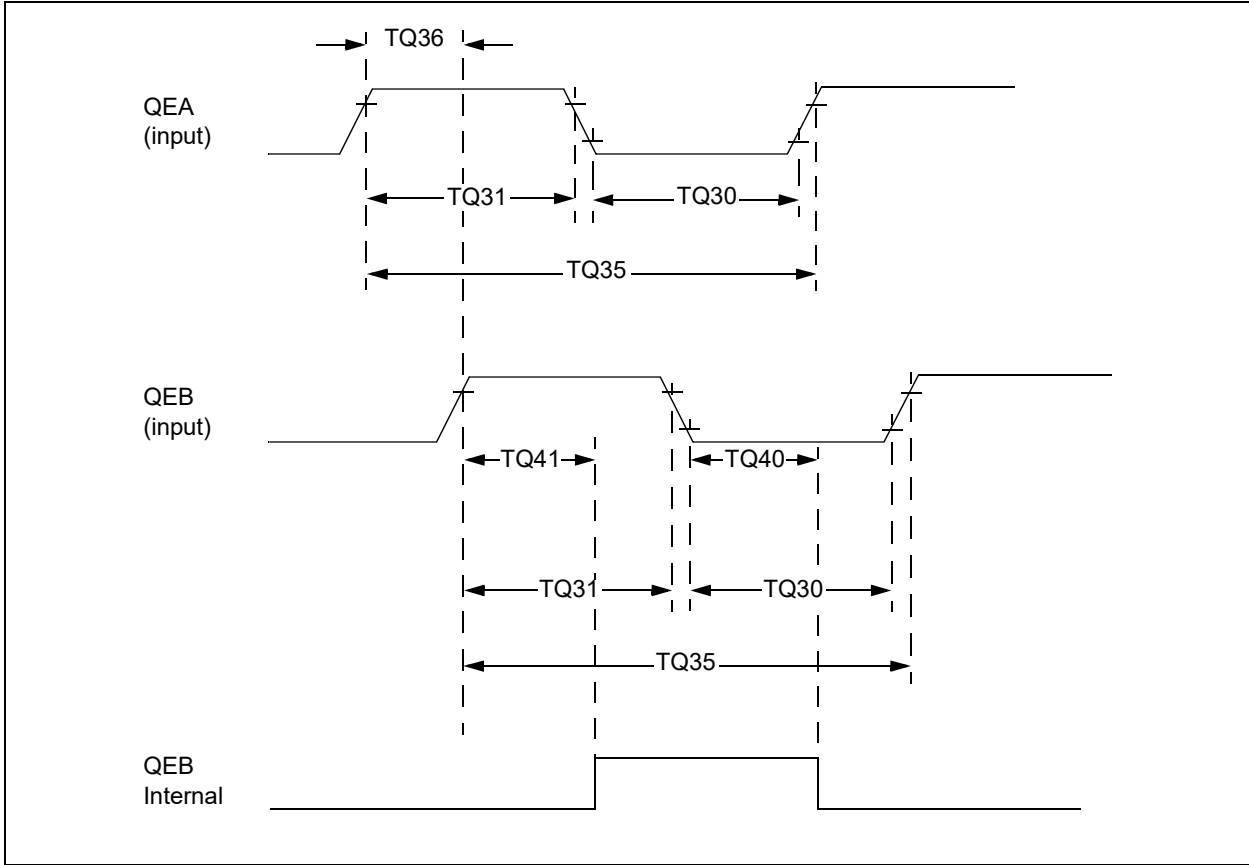 TQ36
QEA
(input)
TQ31
TQ30
TQ35
QEB
(input)
TQ41
TQ40
TQ31
TQ30
TQ35
QEB
Internal